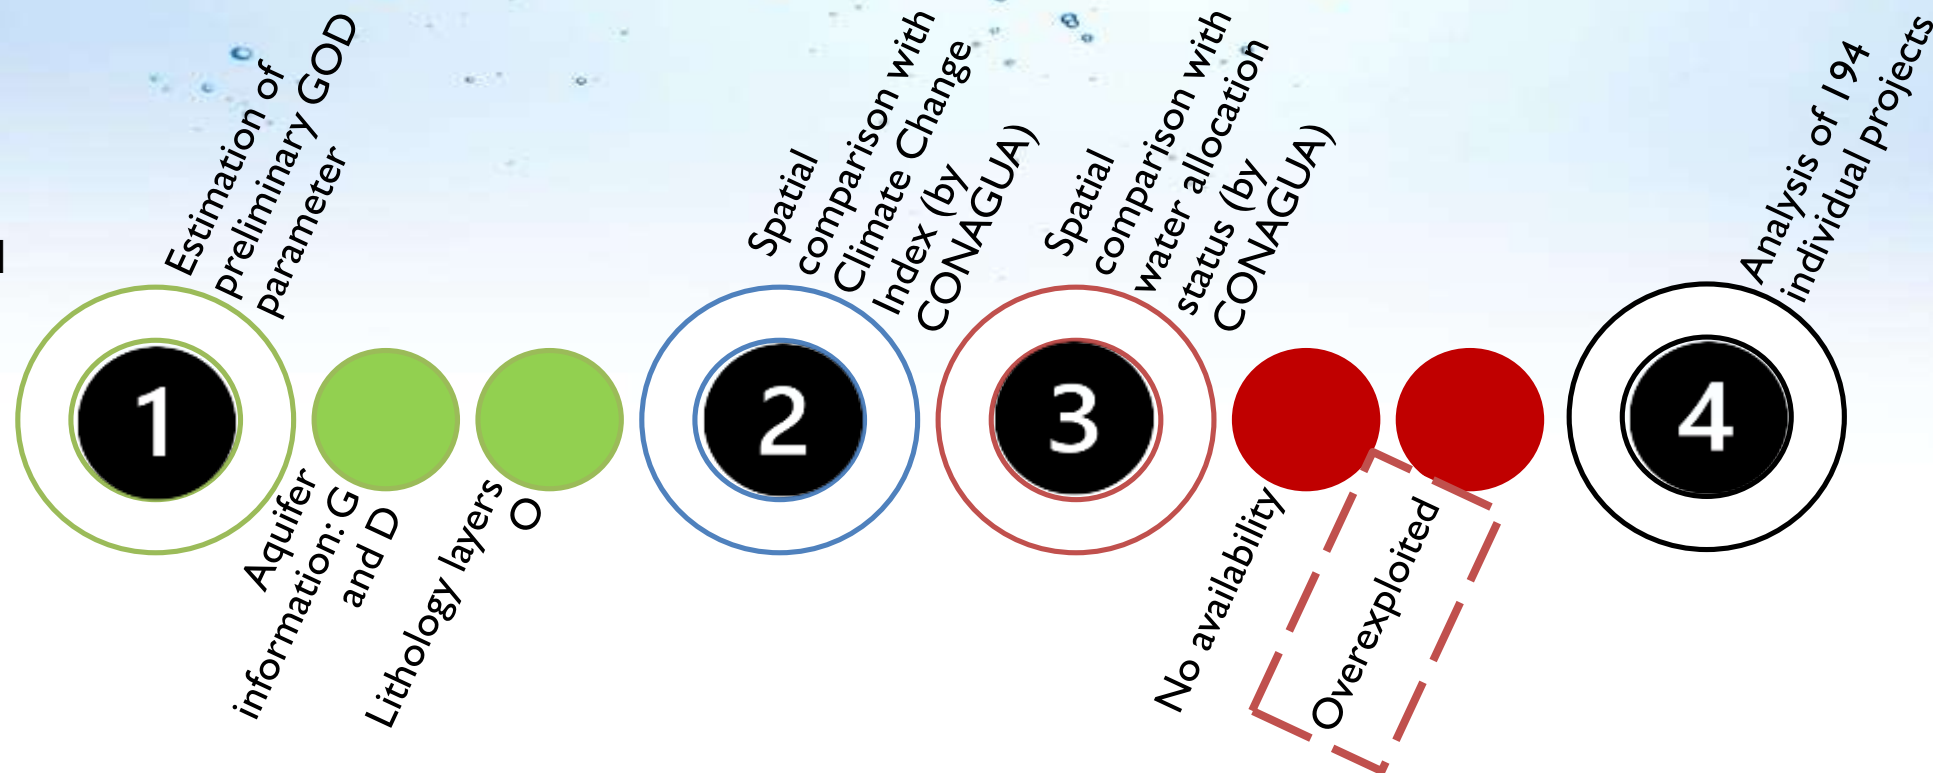 Estimation of
preliminary GOD
parameter
1
Aquifer
information: G
and D
Lithology layers
O
Spatial
comparison with
Climate Change
Index (by
CONAGUA)
2
Spatial
comparison with
water allocation
status (by
CONAGUA)
3
No availability
Overexploited
Analysis of 194
individual projects
4